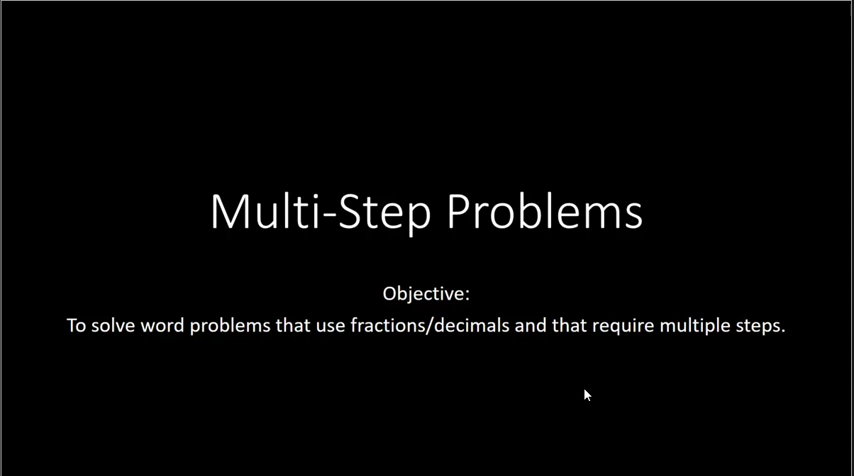 Multi-Step Problems
Objective:
To solve word problems that use fractions/decimals and that require multiple steps.